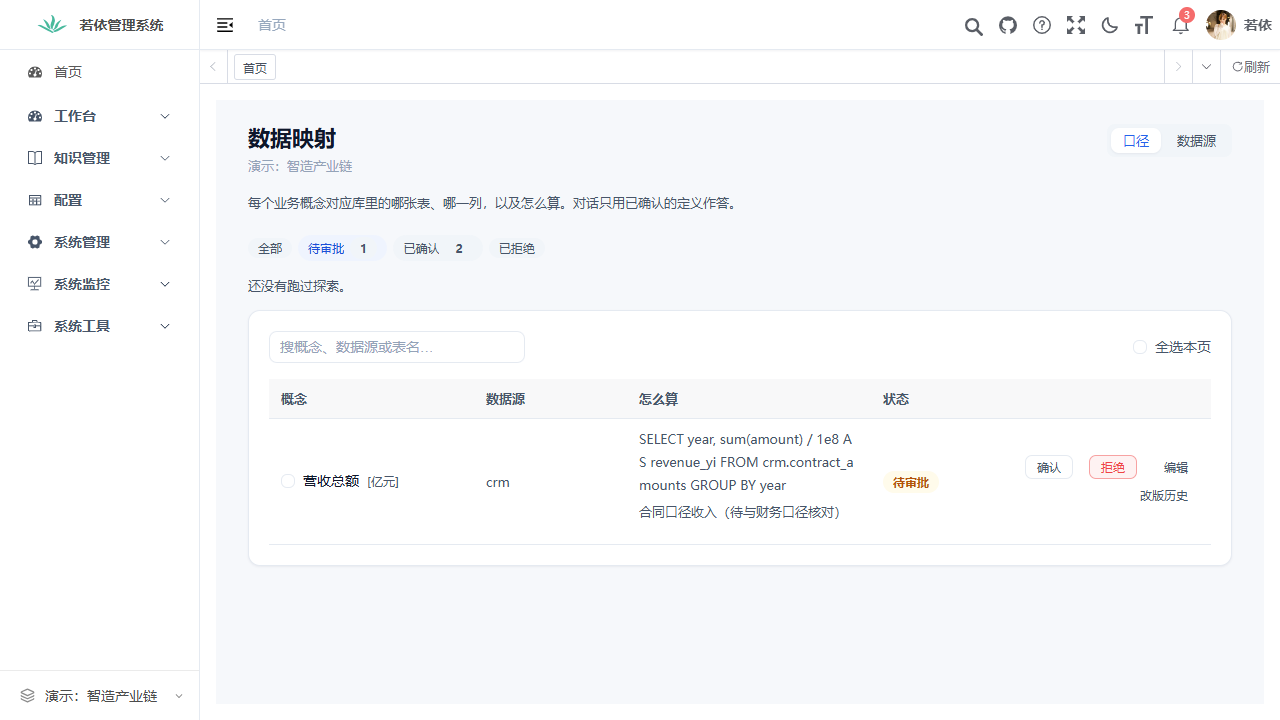 若依管理系统
首页
3
若依
首页
刷新
首页
工作台
知识管理
配置
系统管理
系统监控
系统工具
演示：智造产业链
数据映射
演示：智造产业链
口径
数据源
每个业务概念对应库里的哪张表、哪一列，以及怎么算。对话只用已确认的定义作答。
全部
待审批 1
已确认 2
已拒绝
还没有跑过探索。
搜概念、数据源或表名...
全选本页
概念
数据源
怎么算
状态
营收总额 [亿元]
crm
SELECT year, sum(amount) / 1e8 A
S revenue_yi FROM crm.contract_a
mounts GROUP BY year
合同口径收入（待与财务口径核对）
待审批
确认
拒绝
编辑
改版历史